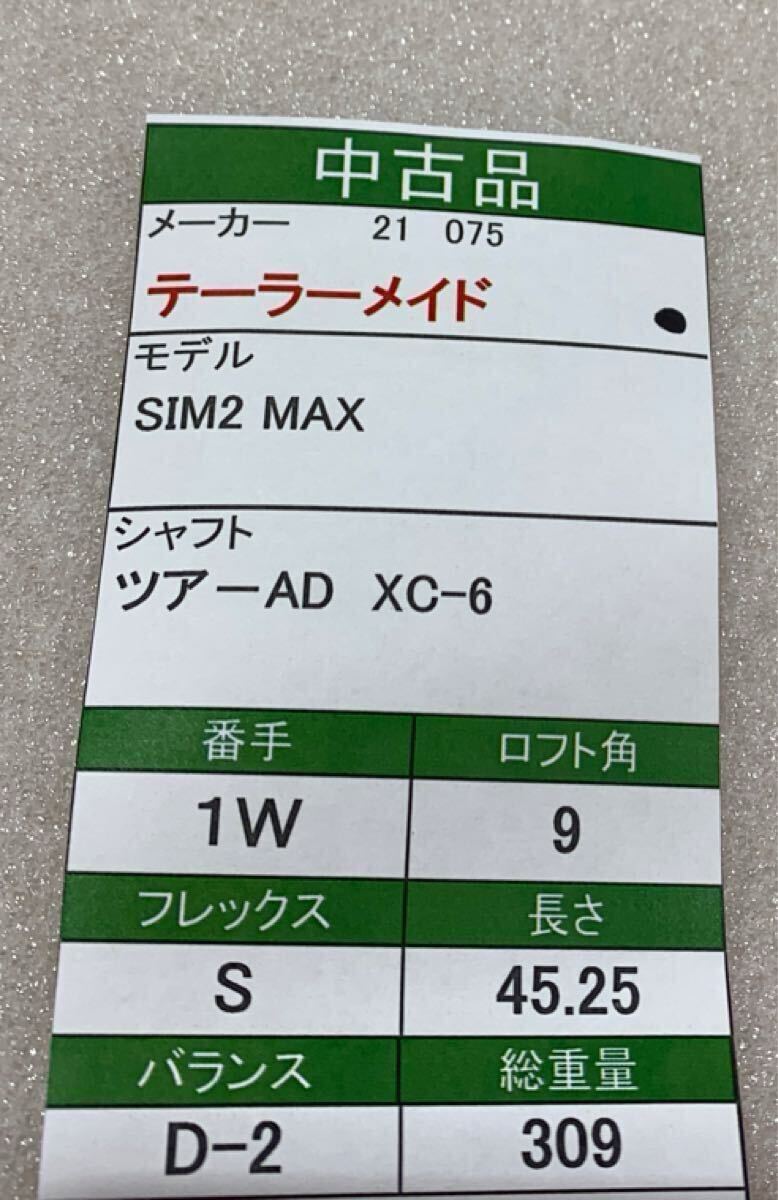 中古品
メーカー 21 075
テーラーメイド
モデル
SIM2 MAX
シャフト
ツアーAD XC-6
番手 ロフト角
1W 9
フレックス 長さ
S 45.25
バランス 総重量
D-2 309